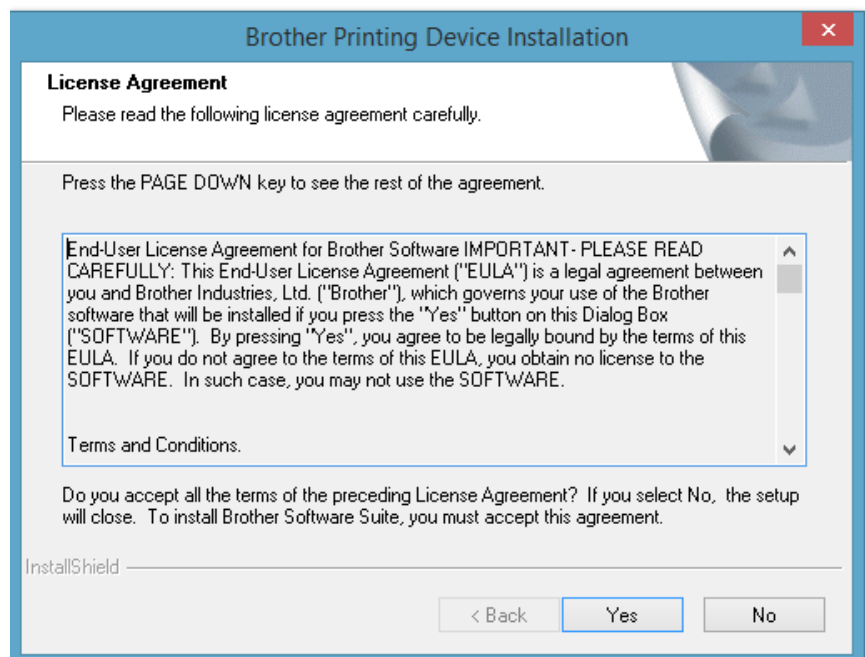 Brother Printing Device Installation
License Agreement
Please read the following license agreement carefully.
Press the PAGE DOWN key to see the rest of the agreement.
End-User License Agreement for Brother Software IMPORTANT- PLEASE READ
CAREFULLY: This End-User License Agreement ("EULA") is a legal agreement between
you and Brother Industries, Ltd. ("Brother"), which governs your use of the Brother
software that will be installed if you press the "Yes" button on this Dialog Box
("SOFTWARE").  By pressing "Yes", you agree to be legally bound by the terms of this
EULA.  If you do not agree to the terms of this EULA, you obtain no license to the
SOFTWARE.  In such case, you may not use the SOFTWARE.
Terms and Conditions.
Do you accept all the terms of the preceding License Agreement?  If you select No,  the setup
will close.  To install Brother Software Suite, you must accept this agreement.
InstallShield
< Back
Yes
No